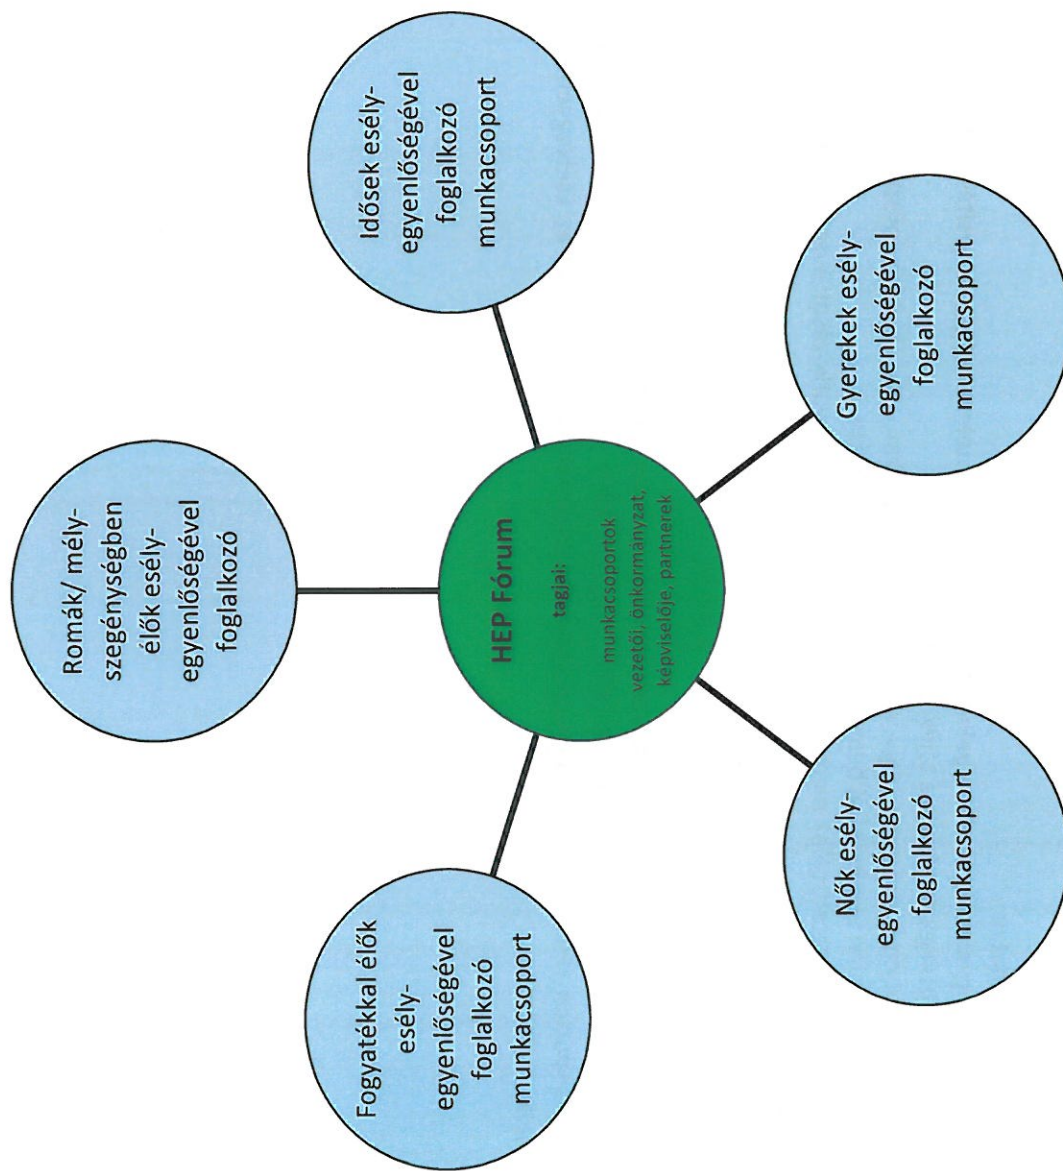 Romák/ mély-
szegénységben
élők esély-
egyenlőségével
foglalkozó
Fogyatékkal élők
esély-
egyenlőségével
foglalkozó
munkacsoport
Idősek esély-
egyenlőségével
foglalkozó
munkacsoport
HEP Fórum
tagjai:
munkacsoportok
vezetői, önkormányzat,
képviselője, partnerek
Nők esély-
egyenlőségével
foglalkozó
munkacsoport
Gyerekek esély-
egyenlőségével
foglalkozó
munkacsoport